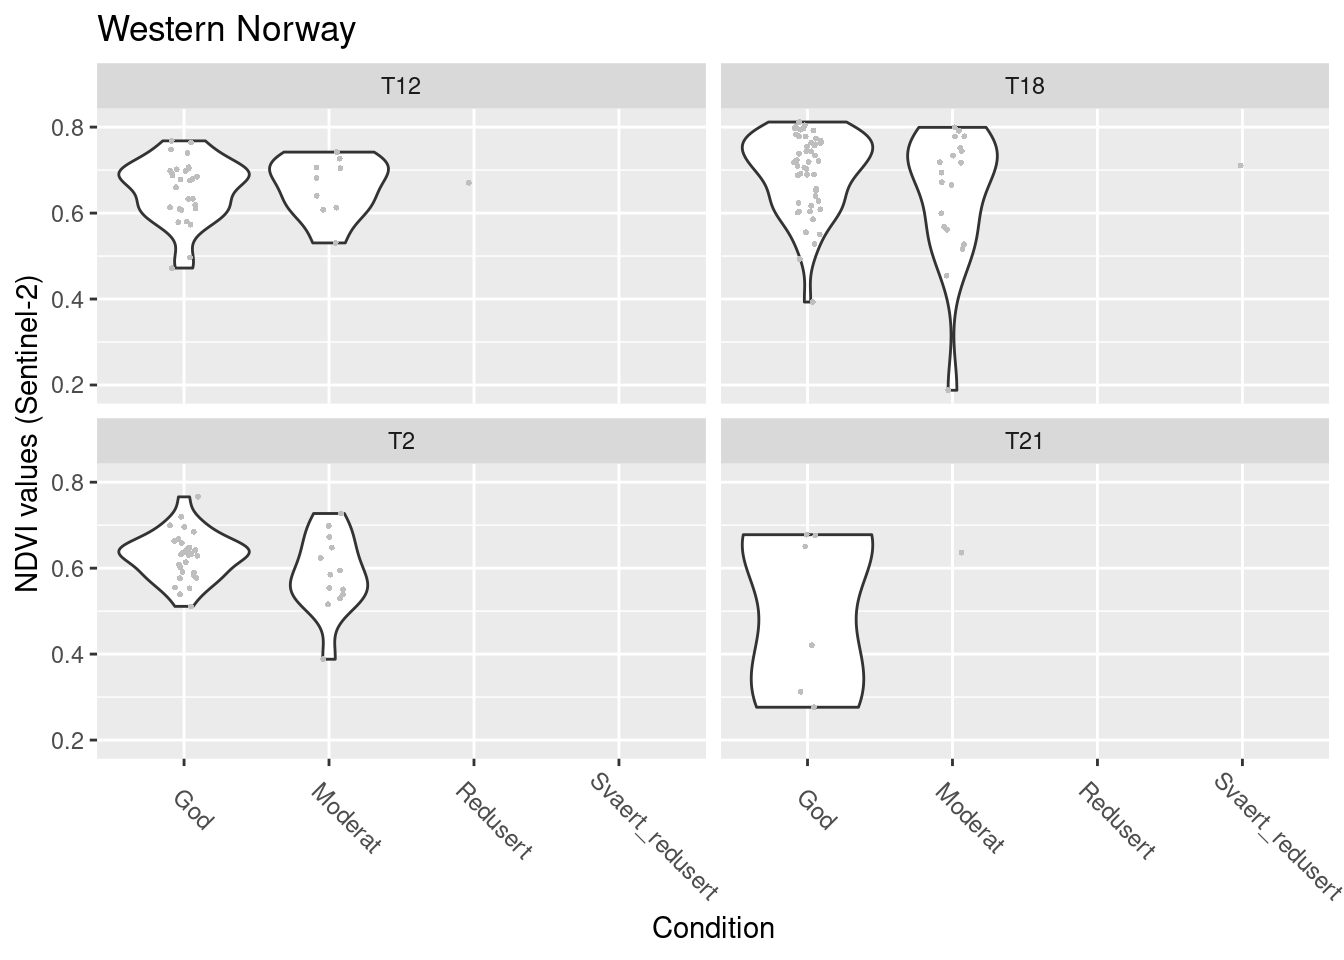 Western Norway
T12
T18
0.8
0.6
0.4
0.2
T2
T21
0.8
0.6
0.4
0.2
NDVI values (Sentinel-2)
God
Moderat
Redusert
Svaert_redusert
God
Moderat
Redusert
Svaert_redusert
Condition